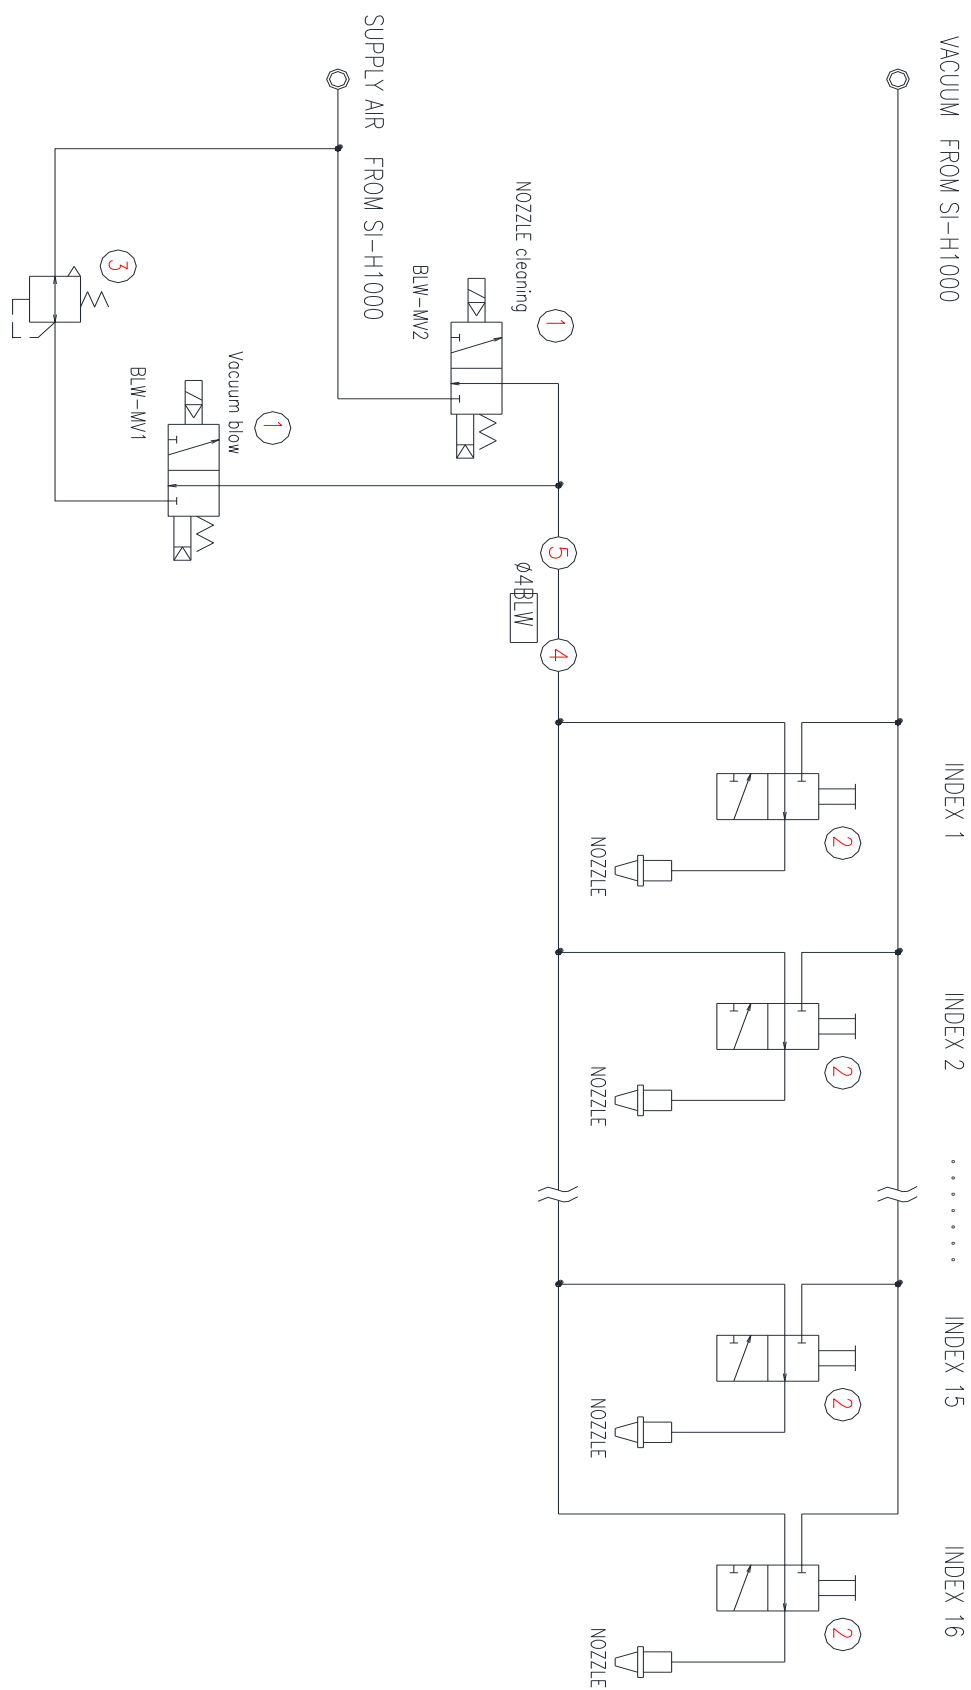 VACUUM FROM SI-H1000
INDEX 1
INDEX 2
.......
INDEX 15
INDEX 16
2
2
2
2
NOZZLE
NOZZLE
NOZZLE
NOZZLE
NOZZLE cleaning
1
5
Ø4BLW
4
BLW-MV2
SUPPLY AIR FROM SI-H1000
Vacuum blow
1
BLW-MV1
3